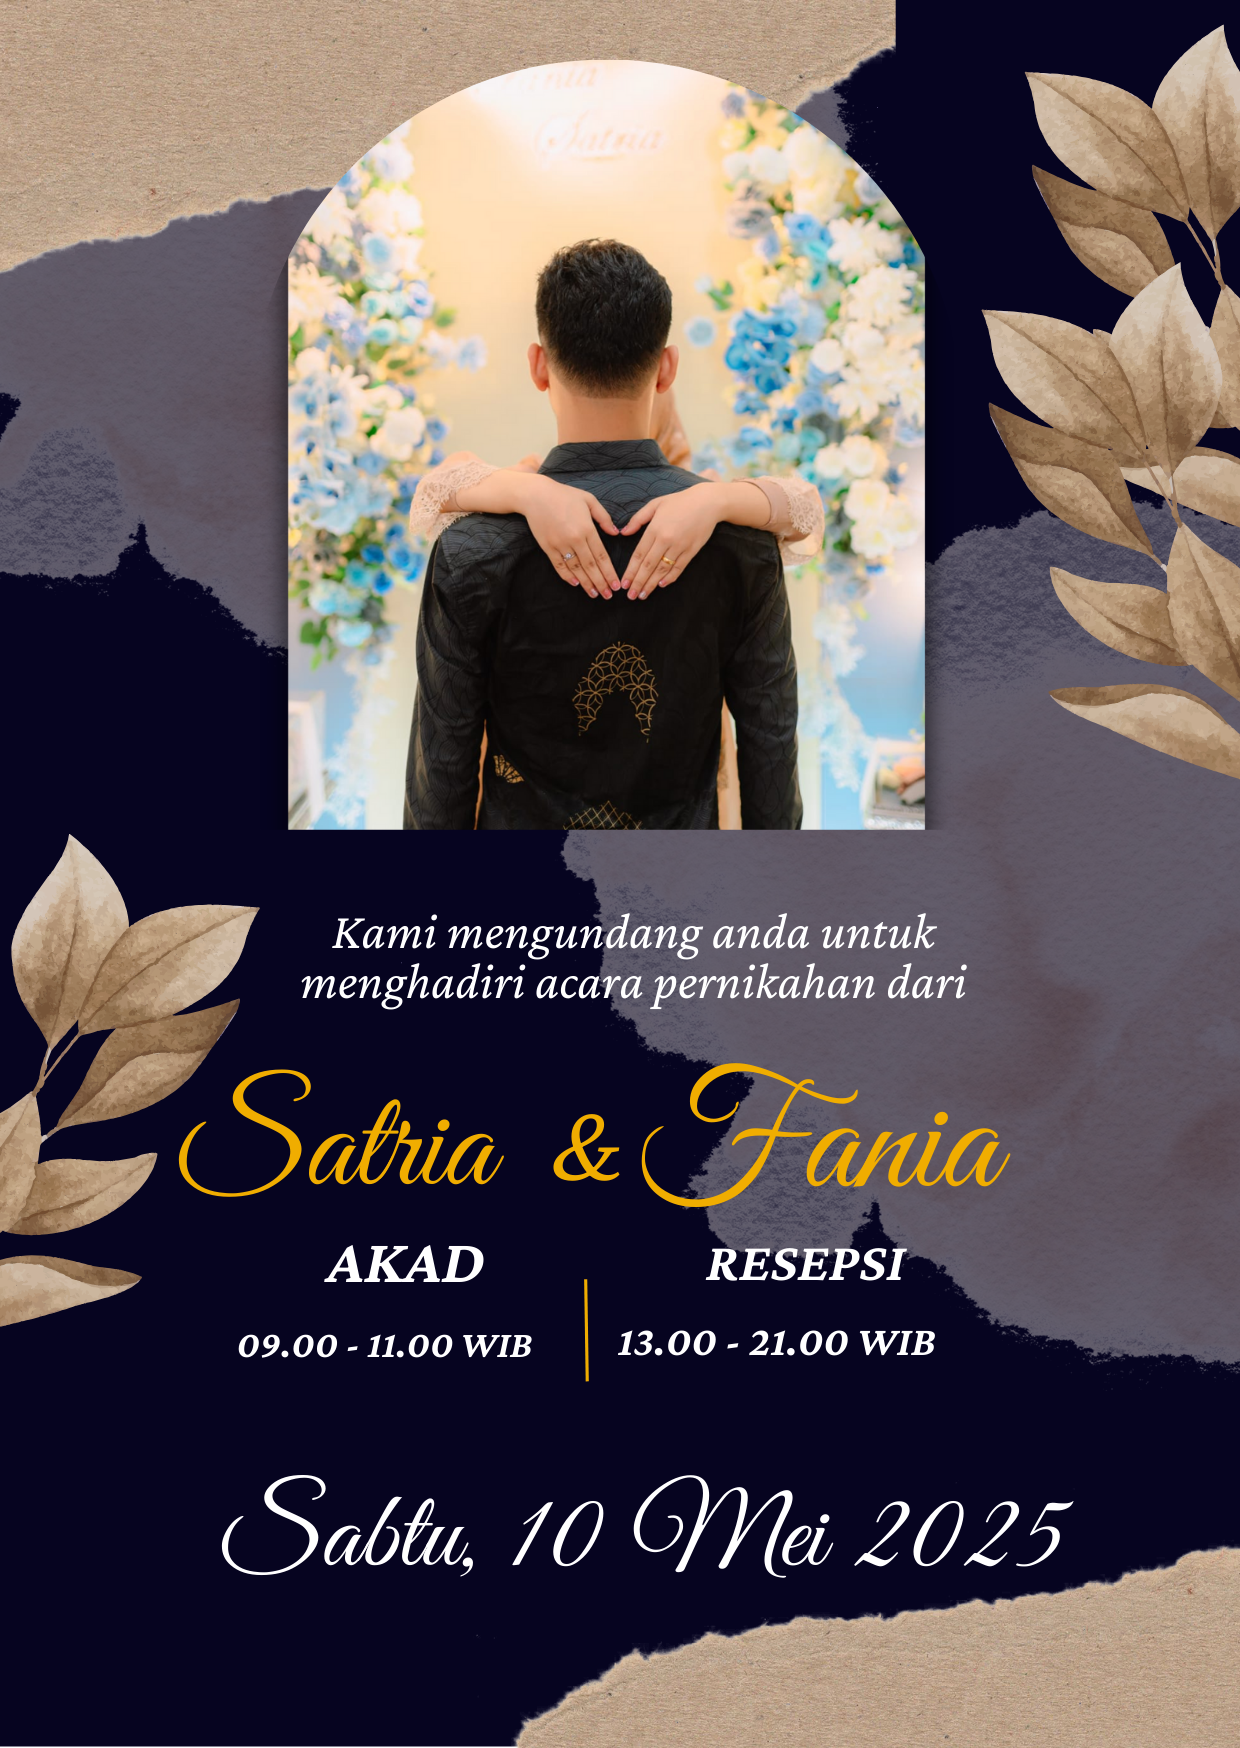 Satria
Kami mengundang anda untuk
menghadiri acara pernikahan dari
Satria & Fania
AKAD
RESEPSI
09.00 - 11.00 WIB
13.00 - 21.00 WIB
Sabtu, 10 Mei 2025